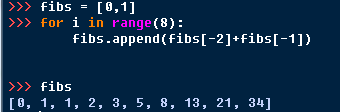 >>> fibs = [0,1]
>>> for i in range(8):
        fibs.append(fibs[-2]+fibs[-1])
>>> fibs
[0, 1, 1, 2, 3, 5, 8, 13, 21, 34]